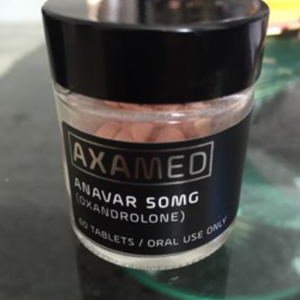 AXAMED
ANAVAR 50MG
(OXANDROLONE)
60 TABLETS / ORAL USE ONLY